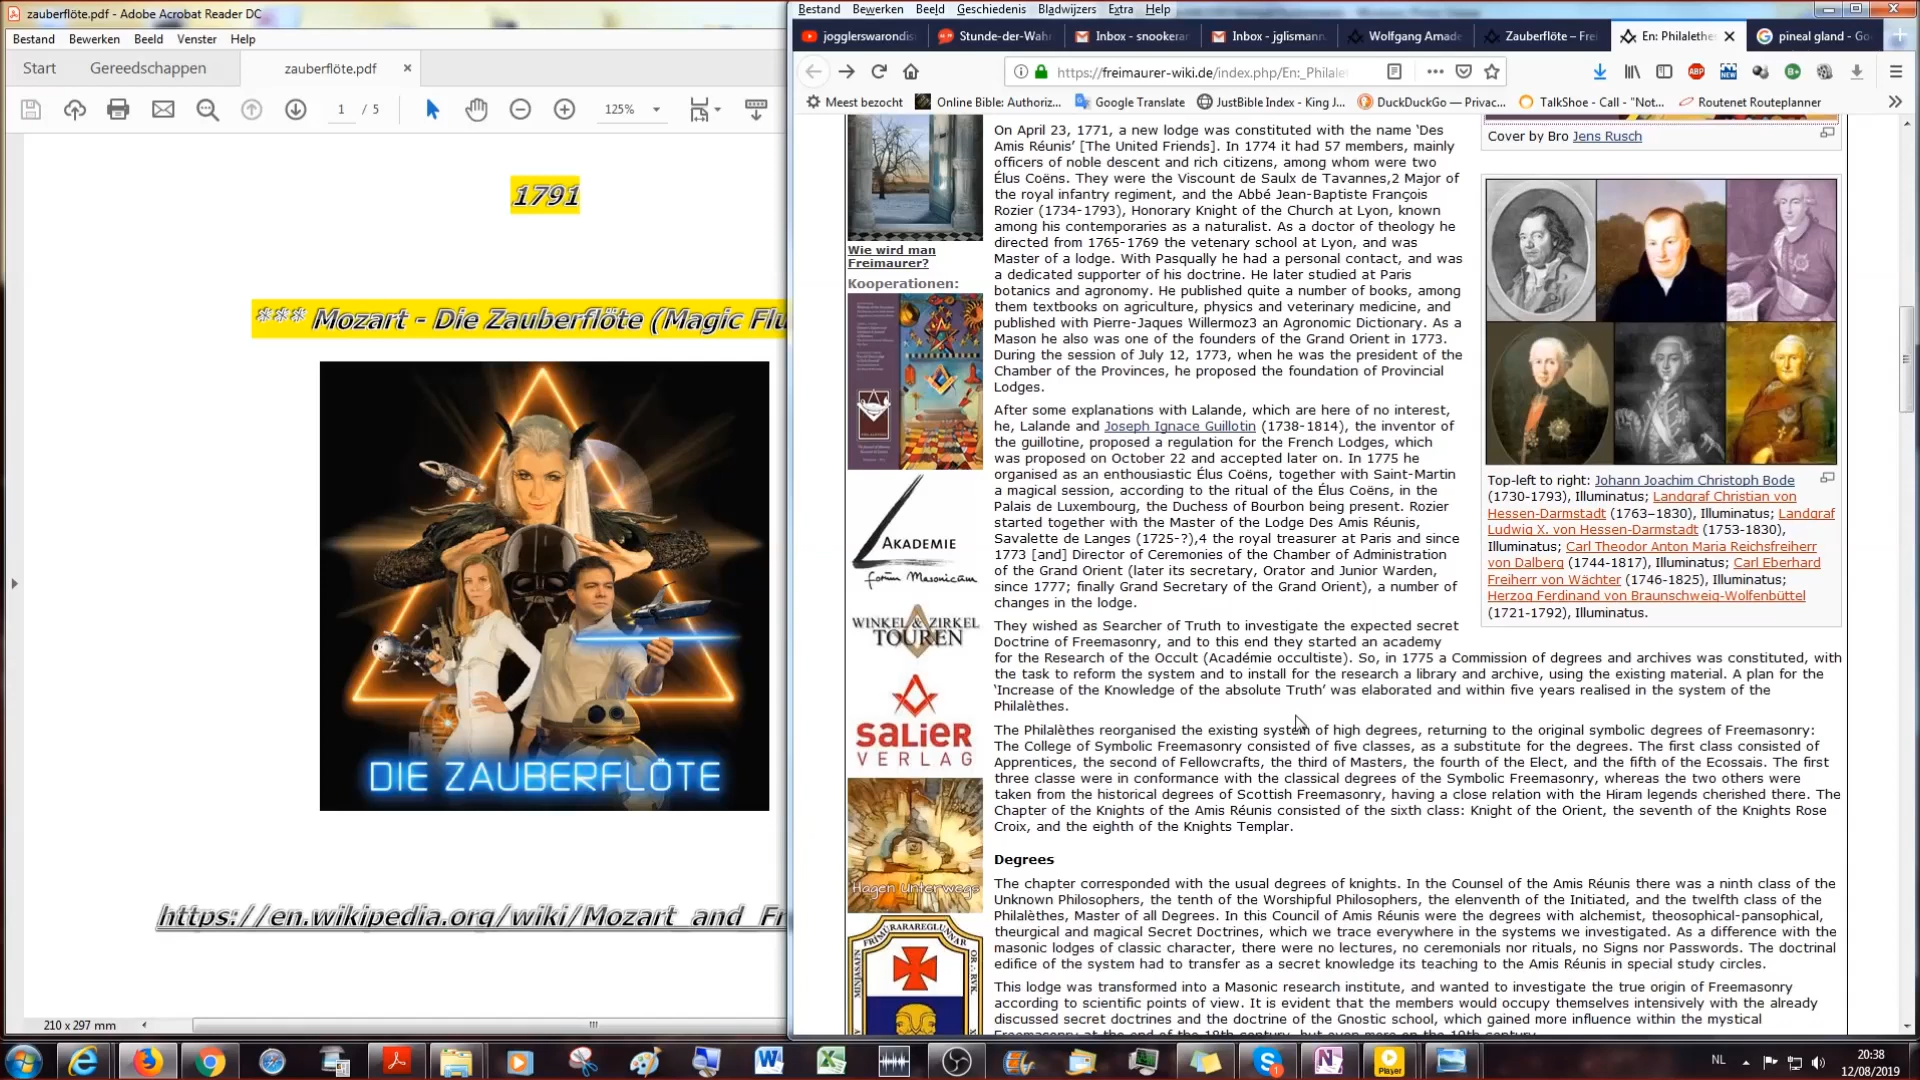 zauberflöte.pdf - Adobe Acrobat Reader DC
Bestand Bewerken Beeld Venster Help
Start Gereedschappen zauberflöte.pdf
1 / 5 125%
1791
*** Mozart - Die Zauberflöte (Magic Flu
DIE ZAUBERFLÖTE
https://en.wikipedia.org/wiki/Mozart_and_Fr
210 x 297 mm
Bestand Bewerken Beeld Geschiedenis Bladwijzers Extra Help
jogglerswarondis
Stunde-der-Wah
Inbox - snookerar
Inbox - jglismann
Wolfgang Amade
Zauberflöte – Fre
En: Philalethe
pineal gland - Go
https://freimaurer-wiki.de/index.php/En:_Philale
Meest bezocht
Online Bible: Authoriz...
Google Translate
JustBible Index - King J...
DuckDuckGo — Privac...
TalkShoe - Call - "Not...
Routenet Routeplanner
Wie wird man
Freimaurer?
Kooperationen:
AKADEMIE
forum Masonicum
WINKEL & ZIRKEL
TOUREN
SALIER
VERLAG
Hagen Unterwegs
On April 23, 1771, a new lodge was constituted with the name ‘Des
Amis Réunis’ [The United Friends]. In 1774 it had 57 members, mainly
officers of noble descent and rich citizens, among whom were two
Élus Coëns. They were the Viscount de Saulx de Tavannes,2 Major of
the royal infantry regiment, and the Abbé Jean-Baptiste François
Rozier (1734-1793), Honorary Knight of the Church at Lyon, known
among his contemporaries as a naturalist. As a doctor of theology he
directed from 1765-1769 the vetenary school at Lyon, and was
Master of a lodge. With Pasqually he had a personal contact, and was
a dedicated supporter of his doctrine. He later studied at Paris
botanics and agronomy. He published quite a number of books, among
them textbooks on agriculture, physics and veterinary medicine, and
published with Pierre-Jaques Willermoz3 an Agronomic Dictionary. As a
Mason he also was one of the founders of the Grand Orient in 1773.
During the session of July 12, 1773, when he was the president of the
Chamber of the Provinces, he proposed the foundation of Provincial
Lodges.
After some explanations with Lalande, which are here of no interest,
he, Lalande and Joseph Ignace Guillotin (1738-1814), the inventor of
the guillotine, proposed a regulation for the French Lodges, which
was proposed on October 22 and accepted later on. In 1775 he
organised as an enthousiastic Élus Coëns, together with Saint-Martin
a magical session, according to the ritual of the Élus Coëns, in the
Palais de Luxembourg, the Duchess of Bourbon being present. Rozier
started together with the Master of the Lodge Des Amis Réunis,
Savalette de Langes (1725-?),4 the royal treasurer at Paris and since
1773 [and] Director of Ceremonies of the Chamber of Administration
of the Grand Orient (later its secretary, Orator and Junior Warden,
since 1777; finally Grand Secretary of the Grand Orient), a number of
changes in the lodge.
They wished as Searcher of Truth to investigate the expected secret
Doctrine of Freemasonry, and to this end they started an academy
for the Research of the Occult (Académie occultiste). So, in 1775 a Commission of degrees and archives was constituted, with
the task to reform the system and to install for the research a library and archive, using the existing material. A plan for the
‘Increase of the Knowledge of the absolute Truth’ was elaborated and within five years realised in the system of the
Philalèthes.
The Philalèthes reorganised the existing system of high degrees, returning to the original symbolic degrees of Freemasonry:
The College of Symbolic Freemasonry consisted of five classes, as a substitute for the degrees. The first class consisted of
Apprentices, the second of Fellowcrafts, the third of Masters, the fourth of the Elect, and the fifth of the Ecossais. The first
three classe were in conformance with the classical degrees of the Symbolic Freemasonry, whereas the two others were
taken from the historical degrees of Scottish Freemasonry, having a close relation with the Hiram legends cherished there. The
Chapter of the Knights of the Amis Réunis consisted of the sixth class: Knight of the Orient, the seventh of the Knights Rose
Croix, and the eighth of the Knights Templar.
Degrees
The chapter corresponded with the usual degrees of knights. In the Counsel of the Amis Réunis there was a ninth class of the
Unknown Philosophers, the tenth of the Worshipful Philosophers, the elenventh of the Initiated, and the twelfth class of the
Philalèthes, Master of all Degrees. In this Council of Amis Réunis were the degrees with alchemist, theosophical-pansophical,
theurgical and magical Secret Doctrines, which we trace everywhere in the systems we investigated. As a difference with the
masonic lodges of classic character, there were no lectures, no ceremonials nor rituals, no Signs nor Passwords. The doctrinal
edifice of the system had to transfer as a secret knowledge its teaching to the Amis Réunis in special study circles.
This lodge was transformed into a Masonic research institute, and wanted to investigate the true origin of Freemasonry
according to scientific points of view. It is evident that the members would occupy themselves intensively with the already
discussed secret doctrines and the doctrine of the Gnostic school, which gained more influence within the mystical
Freemasonry at the end of the 18th century, but even more on the 19th century.
Cover by Bro Jens Rusch
Top-left to right: Johann Joachim Christoph Bode
(1730-1793), Illuminatus; Landgraf Christian von
Hessen-Darmstadt (1763–1830), Illuminatus; Landgraf
Ludwig X. von Hessen-Darmstadt (1753-1830),
Illuminatus; Carl Theodor Anton Maria Reichsfreiherr
von Dalberg (1744-1817), Illuminatus; Carl Eberhard
Freiherr von Wächter (1746-1825), Illuminatus;
Herzog Ferdinand von Braunschweig-Wolfenbüttel
(1721-1792), Illuminatus.
NL
20:38
12/08/2019